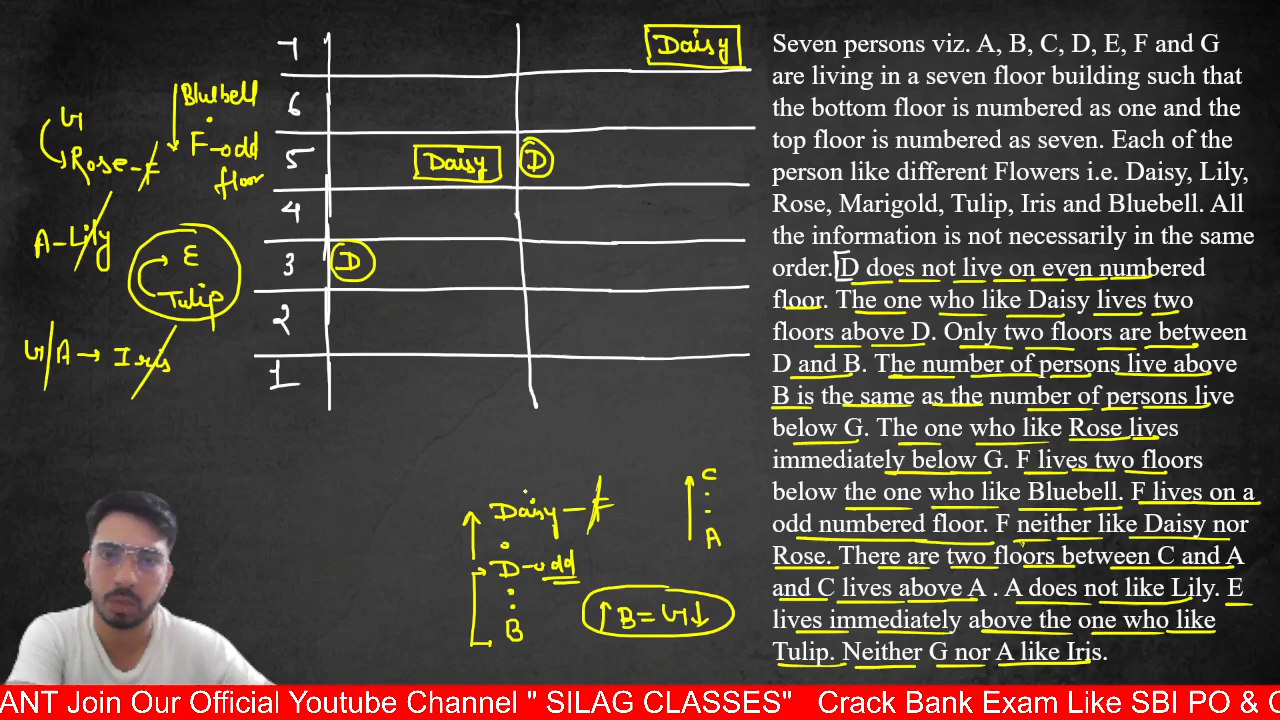 7
Daisy
6
5
Daisy
D
4
3
D
2
1
Bluebell
F-odd
floor
Rose-F
A-Lily
E
Tulip
/A → Iris
Daisy-F
D-odd
B
C
A
↑B=G↓
Seven persons viz. A, B, C, D, E, F and G
are living in a seven floor building such that
the bottom floor is numbered as one and the
top floor is numbered as seven. Each of the
person like different Flowers i.e. Daisy, Lily,
Rose, Marigold, Tulip, Iris and Bluebell. All
the information is not necessarily in the same
order. D does not live on even numbered
floor. The one who like Daisy lives two
floors above D. Only two floors are between
D and B. The number of persons live above
B is the same as the number of persons live
below G. The one who like Rose lives
immediately below G. F lives two floors
below the one who like Bluebell. F lives on a
odd numbered floor. F neither like Daisy nor
Rose. There are two floors between C and A
and C lives above A . A does not like Lily. E
lives immediately above the one who like
Tulip. Neither G nor A like Iris.
ANT Join Our Official Youtube Channel " SILAG CLASSES" Crack Bank Exam Like SBI PO & C